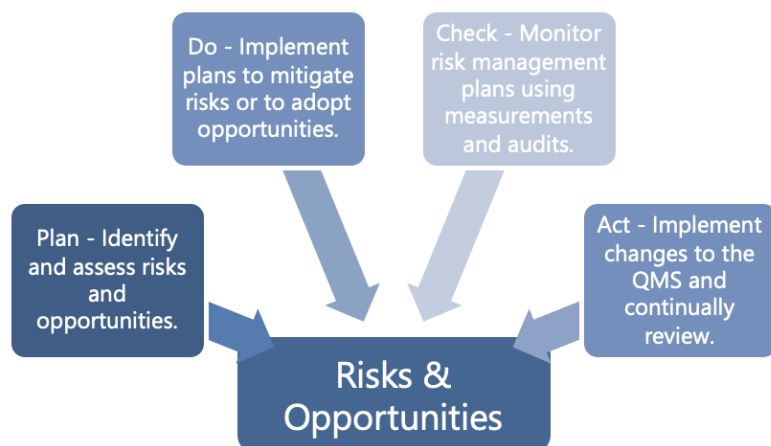 Do - Implement
plans to mitigate
risks or to adopt
opportunities.
Check - Monitor
risk management
plans using
measurements
and audits.
Plan - Identify
and assess risks
and
opportunities.
Act - Implement
changes to the
QMS and
continually
review.
Risks &
Opportunities